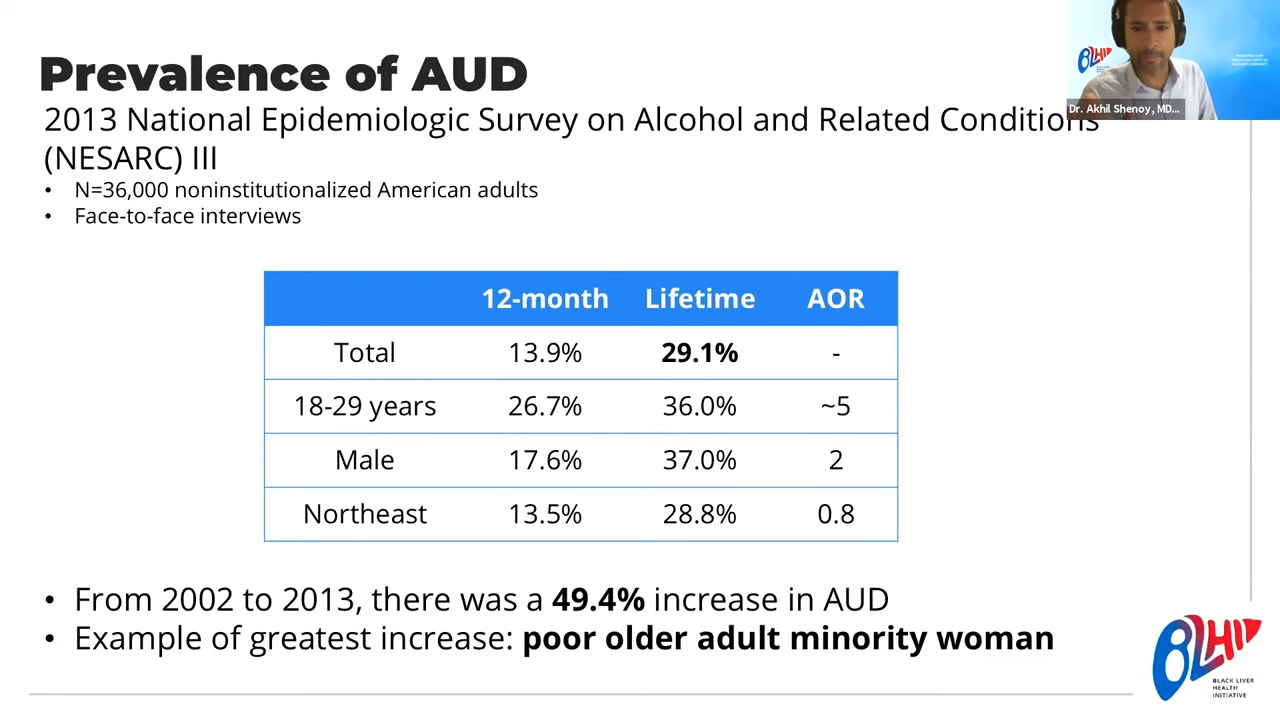 Prevalence of AUD
2013 National Epidemiologic Survey on Alcohol and Related Conditions
(NESARC) III
• N=36,000 noninstitutionalized American adults
• Face-to-face interviews
12-month Lifetime AOR
Total 13.9% 29.1% -
18-29 years 26.7% 36.0% ~5
Male 17.6% 37.0% 2
Northeast 13.5% 28.8% 0.8
• From 2002 to 2013, there was a 49.4% increase in AUD
• Example of greatest increase: poor older adult minority woman
Dr. Akhil Shenoy, MD...
BLHI
BLHI
BLACK LIVER
HEALTH
INITIATIVE